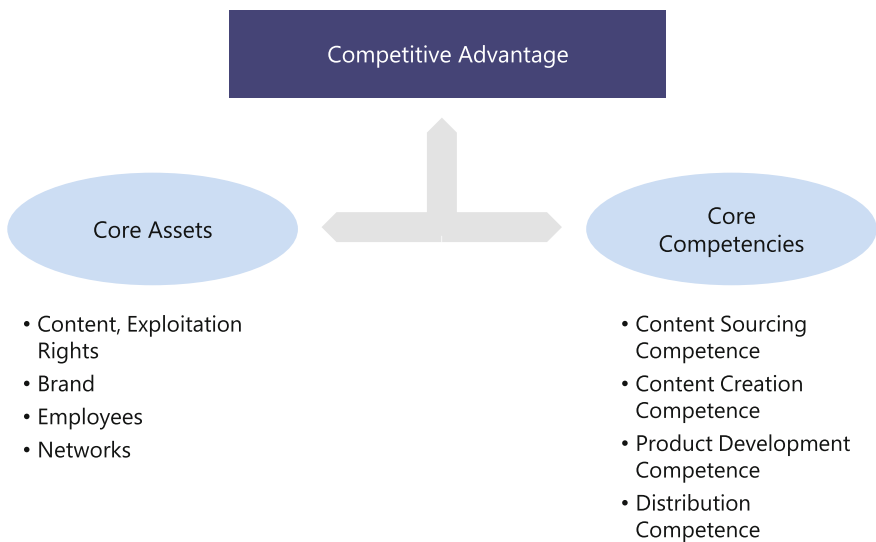 Competitive Advantage
Core Assets
Core
Competencies
• Content, Exploitation
Rights
• Brand
• Employees
• Networks
• Content Sourcing
Competence
• Content Creation
Competence
• Product Development
Competence
• Distribution
Competence